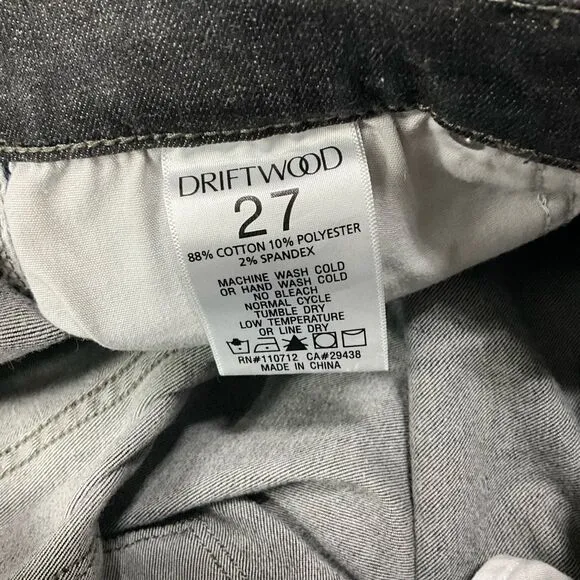 DRIFTWOOD
27
88% COTTON 10% POLYESTER
2% SPANDEX
MACHINE WASH COLD
OR HAND WASH COLD
NO BLEACH
NORMAL CYCLE
TUMBLE DRY
LOW TEMPERATURE
OR LINE DRY
RN#110712 CA#29438
MADE IN CHINA